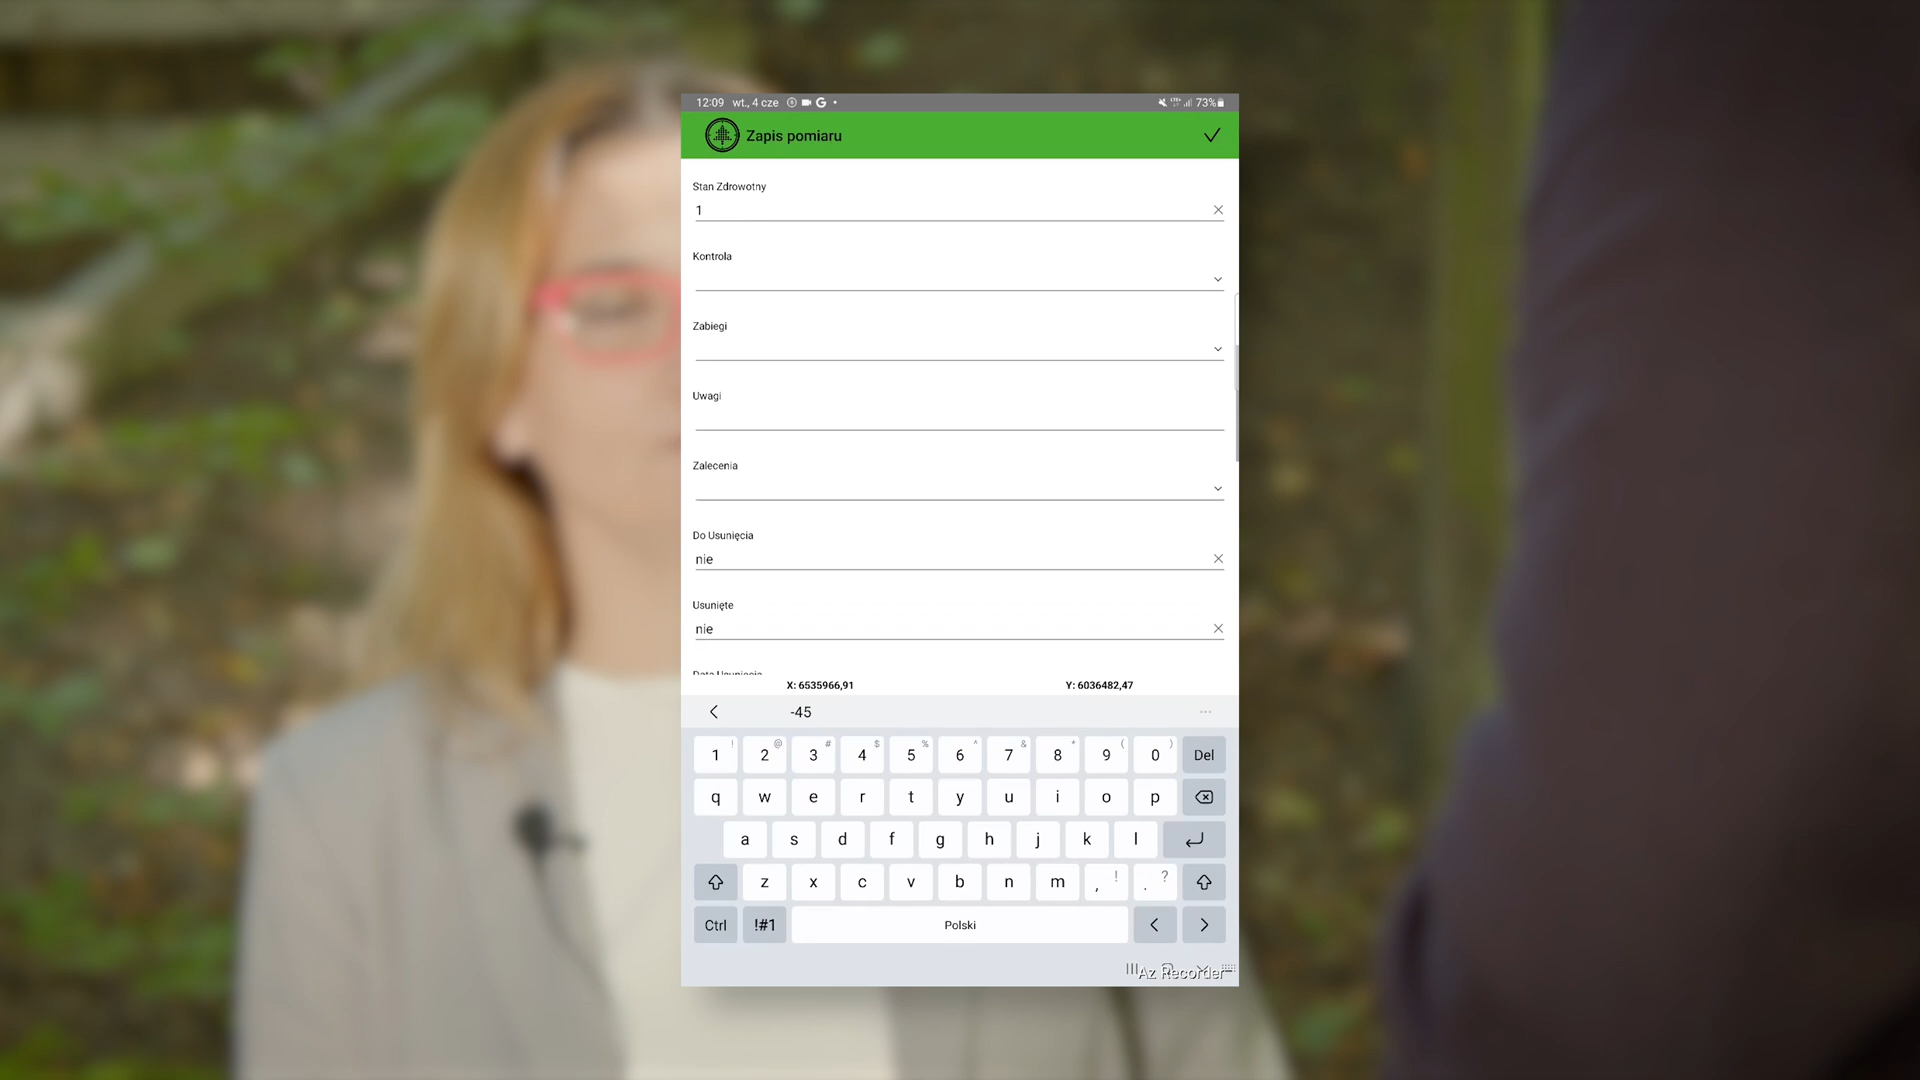 12:09 wt., 4 cze 73%
Zapis pomiaru
Stan Zdrowotny
1
Kontrola
Zabiegi
Uwagi
Zalecenia
Do Usunięcia
nie
Usunięte
nie
Data Usunięcia
X: 6535966,91 Y: 6036482,47
-45
1 ! 2 @ 3 # 4 $ 5 % 6 ^ 7 & 8 * 9 ( 0 ) Del
q w e r t y u i o p
a s d f g h j k l
z x c v b n m , ! . ?
Ctrl !#1 Polski
Az Recorder